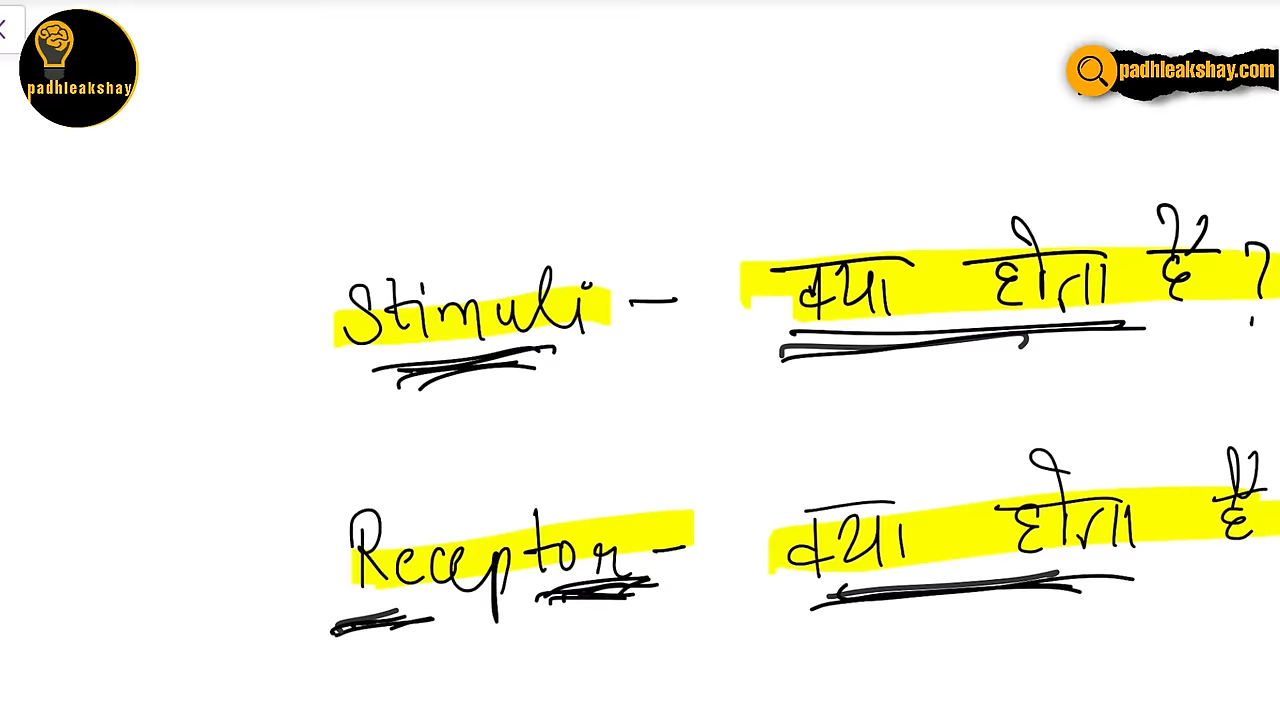 padhleakshay
padhleakshay.com
Stimuli - क्या होता है ?
Receptor - क्या होता है